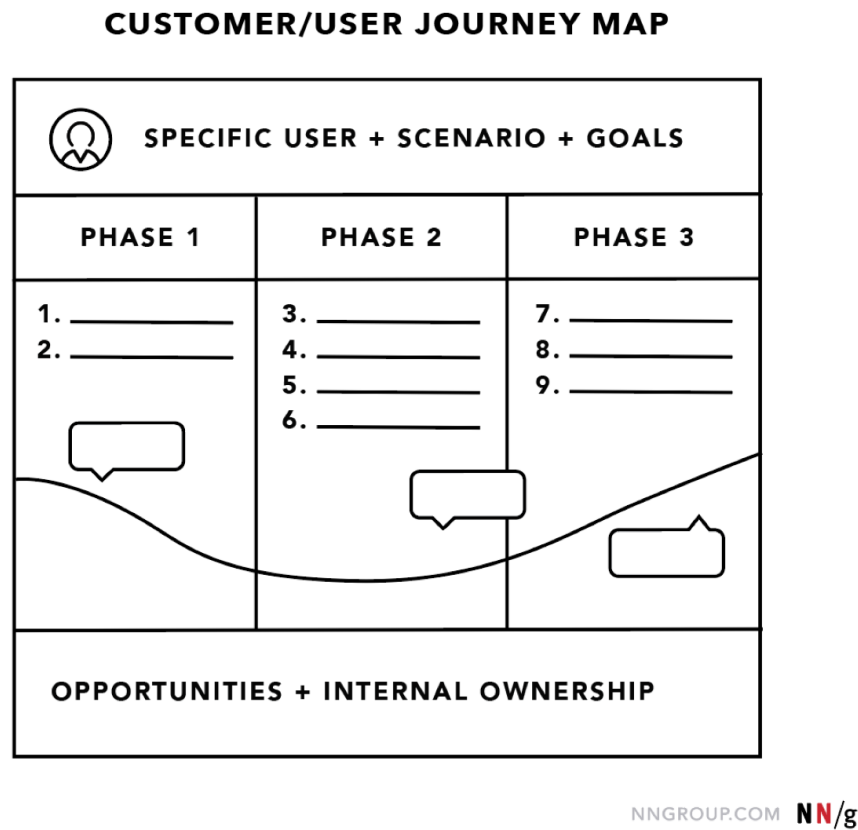 CUSTOMER/USER JOURNEY MAP
SPECIFIC USER + SCENARIO + GOALS
PHASE 1
PHASE 2
PHASE 3
1.
2.
3.
4.
5.
6.
7.
8.
9.
OPPORTUNITIES + INTERNAL OWNERSHIP
NNGROUP.COM NN/g